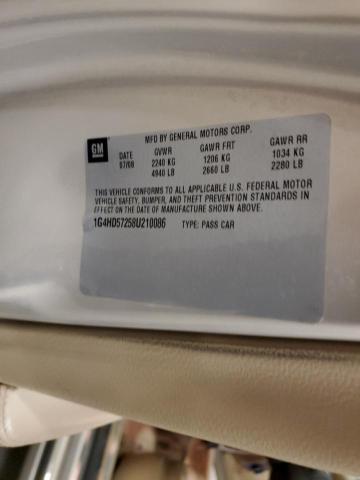 GM
MFD BY GENERAL MOTORS CORP.
DATE GVWR GAWR FRT GAWR RR
07/08 2240 KG 1206 KG 1034 KG
4940 LB 2660 LB 2280 LB
THIS VEHICLE CONFORMS TO ALL APPLICABLE U.S. FEDERAL MOTOR
VEHICLE SAFETY, BUMPER, AND THEFT PREVENTION STANDARDS
IN EFFECT ON THE DATE OF MANUFACTURE SHOWN ABOVE.
1G4HD57258U210086 TYPE: PASS CAR